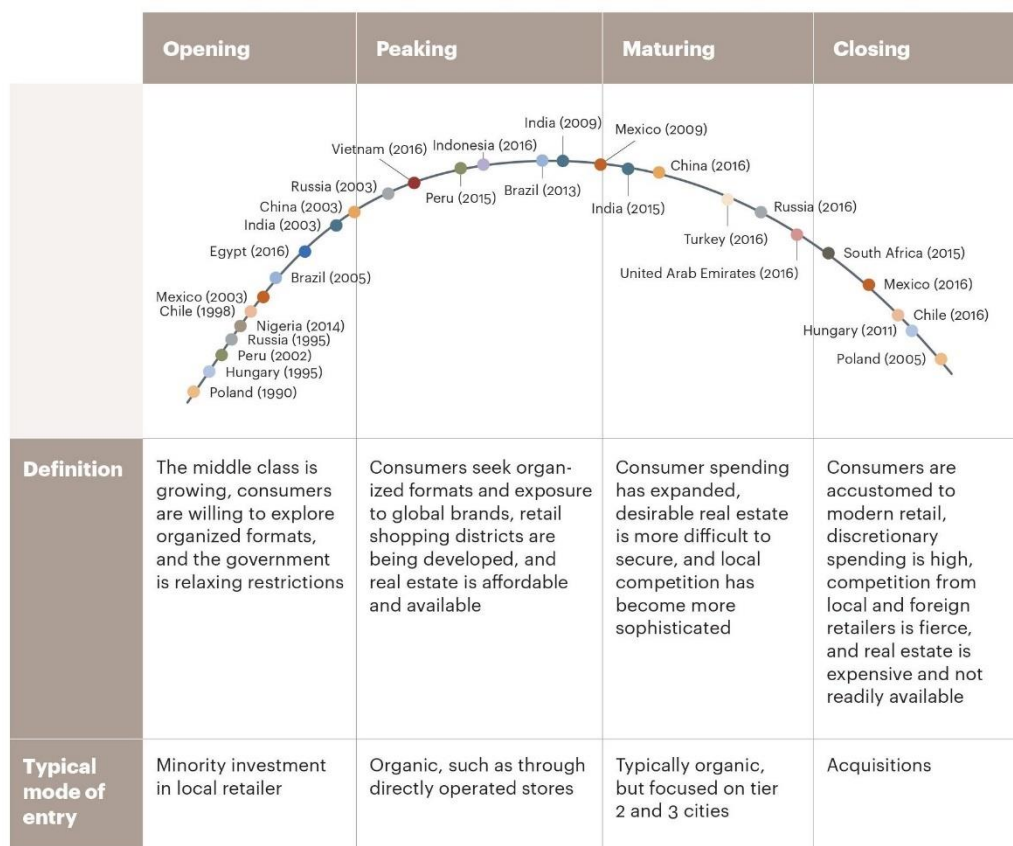 Opening
Peaking
Maturing
Closing
India (2009)
Mexico (2009)
Vietnam (2016)
Indonesia (2016)
China (2016)
Russia (2003)
Peru (2015)
Brazil (2013)
China (2003)
India (2015)
Russia (2016)
India (2003)
Turkey (2016)
Egypt (2016)
South Africa (2015)
Brazil (2005)
United Arab Emirates (2016)
Mexico (2003)
Mexico (2016)
Chile (1998)
Chile (2016)
Nigeria (2014)
Hungary (2011)
Russia (1995)
Peru (2002)
Poland (2005)
Hungary (1995)
Poland (1990)
Definition
The middle class is
growing, consumers
are willing to explore
organized formats,
and the government
is relaxing restrictions
Consumers seek organ-
ized formats and exposure
to global brands, retail
shopping districts are
being developed, and
real estate is affordable
and available
Consumer spending
has expanded,
desirable real estate
is more difficult to
secure, and local
competition has
become more
sophisticated
Consumers are
accustomed to
modern retail,
discretionary
spending is high,
competition from
local and foreign
retailers is fierce,
and real estate is
expensive and not
readily available
Typical
mode of
entry
Minority investment
in local retailer
Organic, such as through
directly operated stores
Typically organic,
but focused on tier
2 and 3 cities
Acquisitions